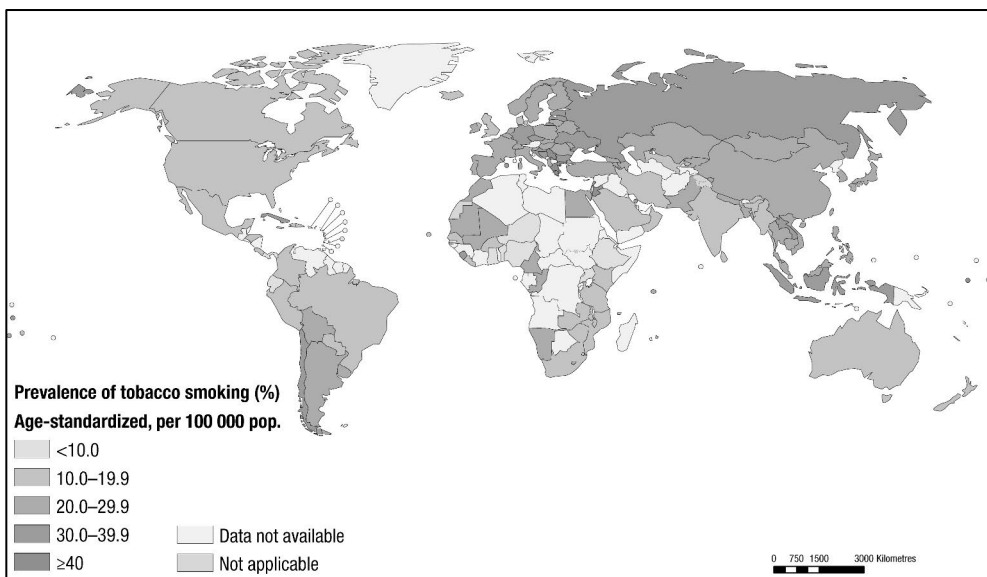 Prevalence of tobacco smoking (%)
Age-standardized, per 100 000 pop.
<10.0
10.0–19.9
20.0–29.9
30.0–39.9
≥40
Data not available
Not applicable
0 750 1500 3000 Kilometres